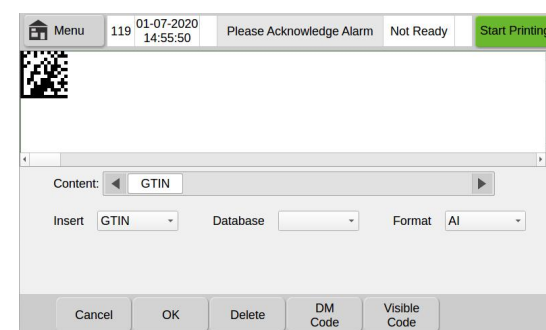 Menu
119
01-07-2020
14:55:50
Please Acknowledge Alarm
Not Ready
Start Printing
Content:
GTIN
Insert
GTIN
Database
Format
AI
Cancel
OK
Delete
DM
Code
Visible
Code